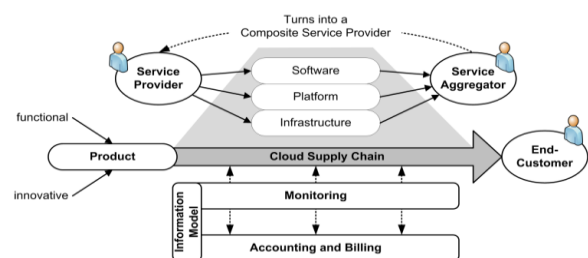 Turns into a
Composite Service Provider
Service
Provider
Software
Platform
Infrastructure
Service
Aggregator
functional
Product
innovative
Cloud Supply Chain
End-
Customer
Information
Model
Monitoring
Accounting and Billing